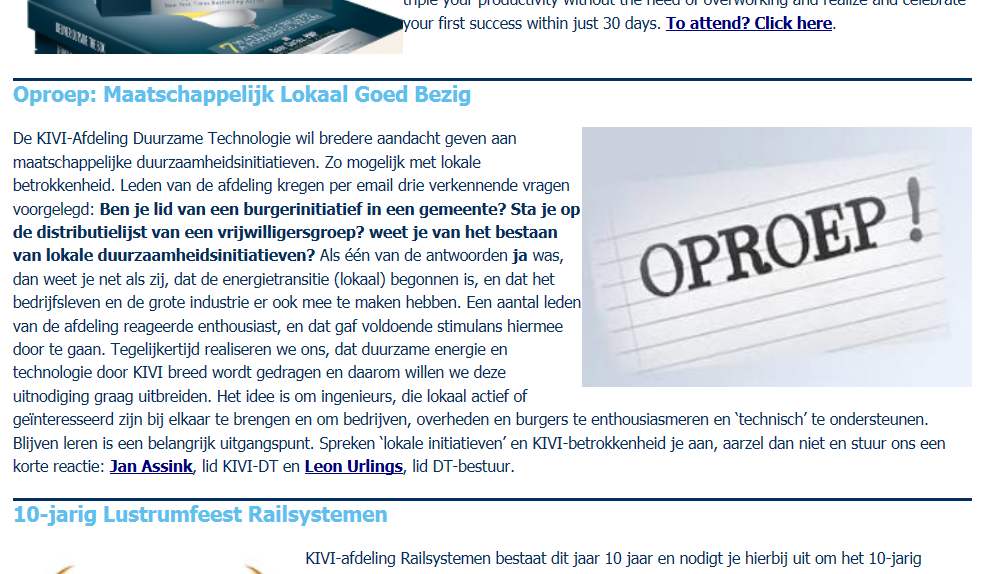 triple your productivity without the need of overworking and realize and celebrate
your first success within just 30 days. To attend? Click here.
Oproep: Maatschappelijk Lokaal Goed Bezig
De KIVI-Afdeling Duurzame Technologie wil bredere aandacht geven aan
maatschappelijke duurzaamheidsinitiatieven. Zo mogelijk met lokale
betrokkenheid. Leden van de afdeling kregen per email drie verkennende vragen
voorgelegd: Ben je lid van een burgerinitiatief in een gemeente? Sta je op
de distributielijst van een vrijwilligersgroep? weet je van het bestaan
van lokale duurzaamheidsinitiatieven? Als één van de antwoorden ja was,
dan weet je net als zij, dat de energietransitie (lokaal) begonnen is, en dat het
bedrijfsleven en de grote industrie er ook mee te maken hebben. Een aantal leden
van de afdeling reageerde enthousiast, en dat gaf voldoende stimulans hiermee
door te gaan. Tegelijkertijd realiseren we ons, dat duurzame energie en
technologie door KIVI breed wordt gedragen en daarom willen we deze
uitnodiging graag uitbreiden. Het idee is om ingenieurs, die lokaal actief of
geïnteresseerd zijn bij elkaar te brengen en om bedrijven, overheden en burgers te enthousiasmeren en ‘technisch’ te ondersteunen.
Blijven leren is een belangrijk uitgangspunt. Spreken ‘lokale initiatieven’ en KIVI-betrokkenheid je aan, aarzel dan niet en stuur ons een
korte reactie: Jan Assink, lid KIVI-DT en Leon Urlings, lid DT-bestuur.
OPROEP!
10-jarig Lustrumfeest Railsystemen
KIVI-afdeling Railsystemen bestaat dit jaar 10 jaar en nodigt je hierbij uit om het 10-jarig